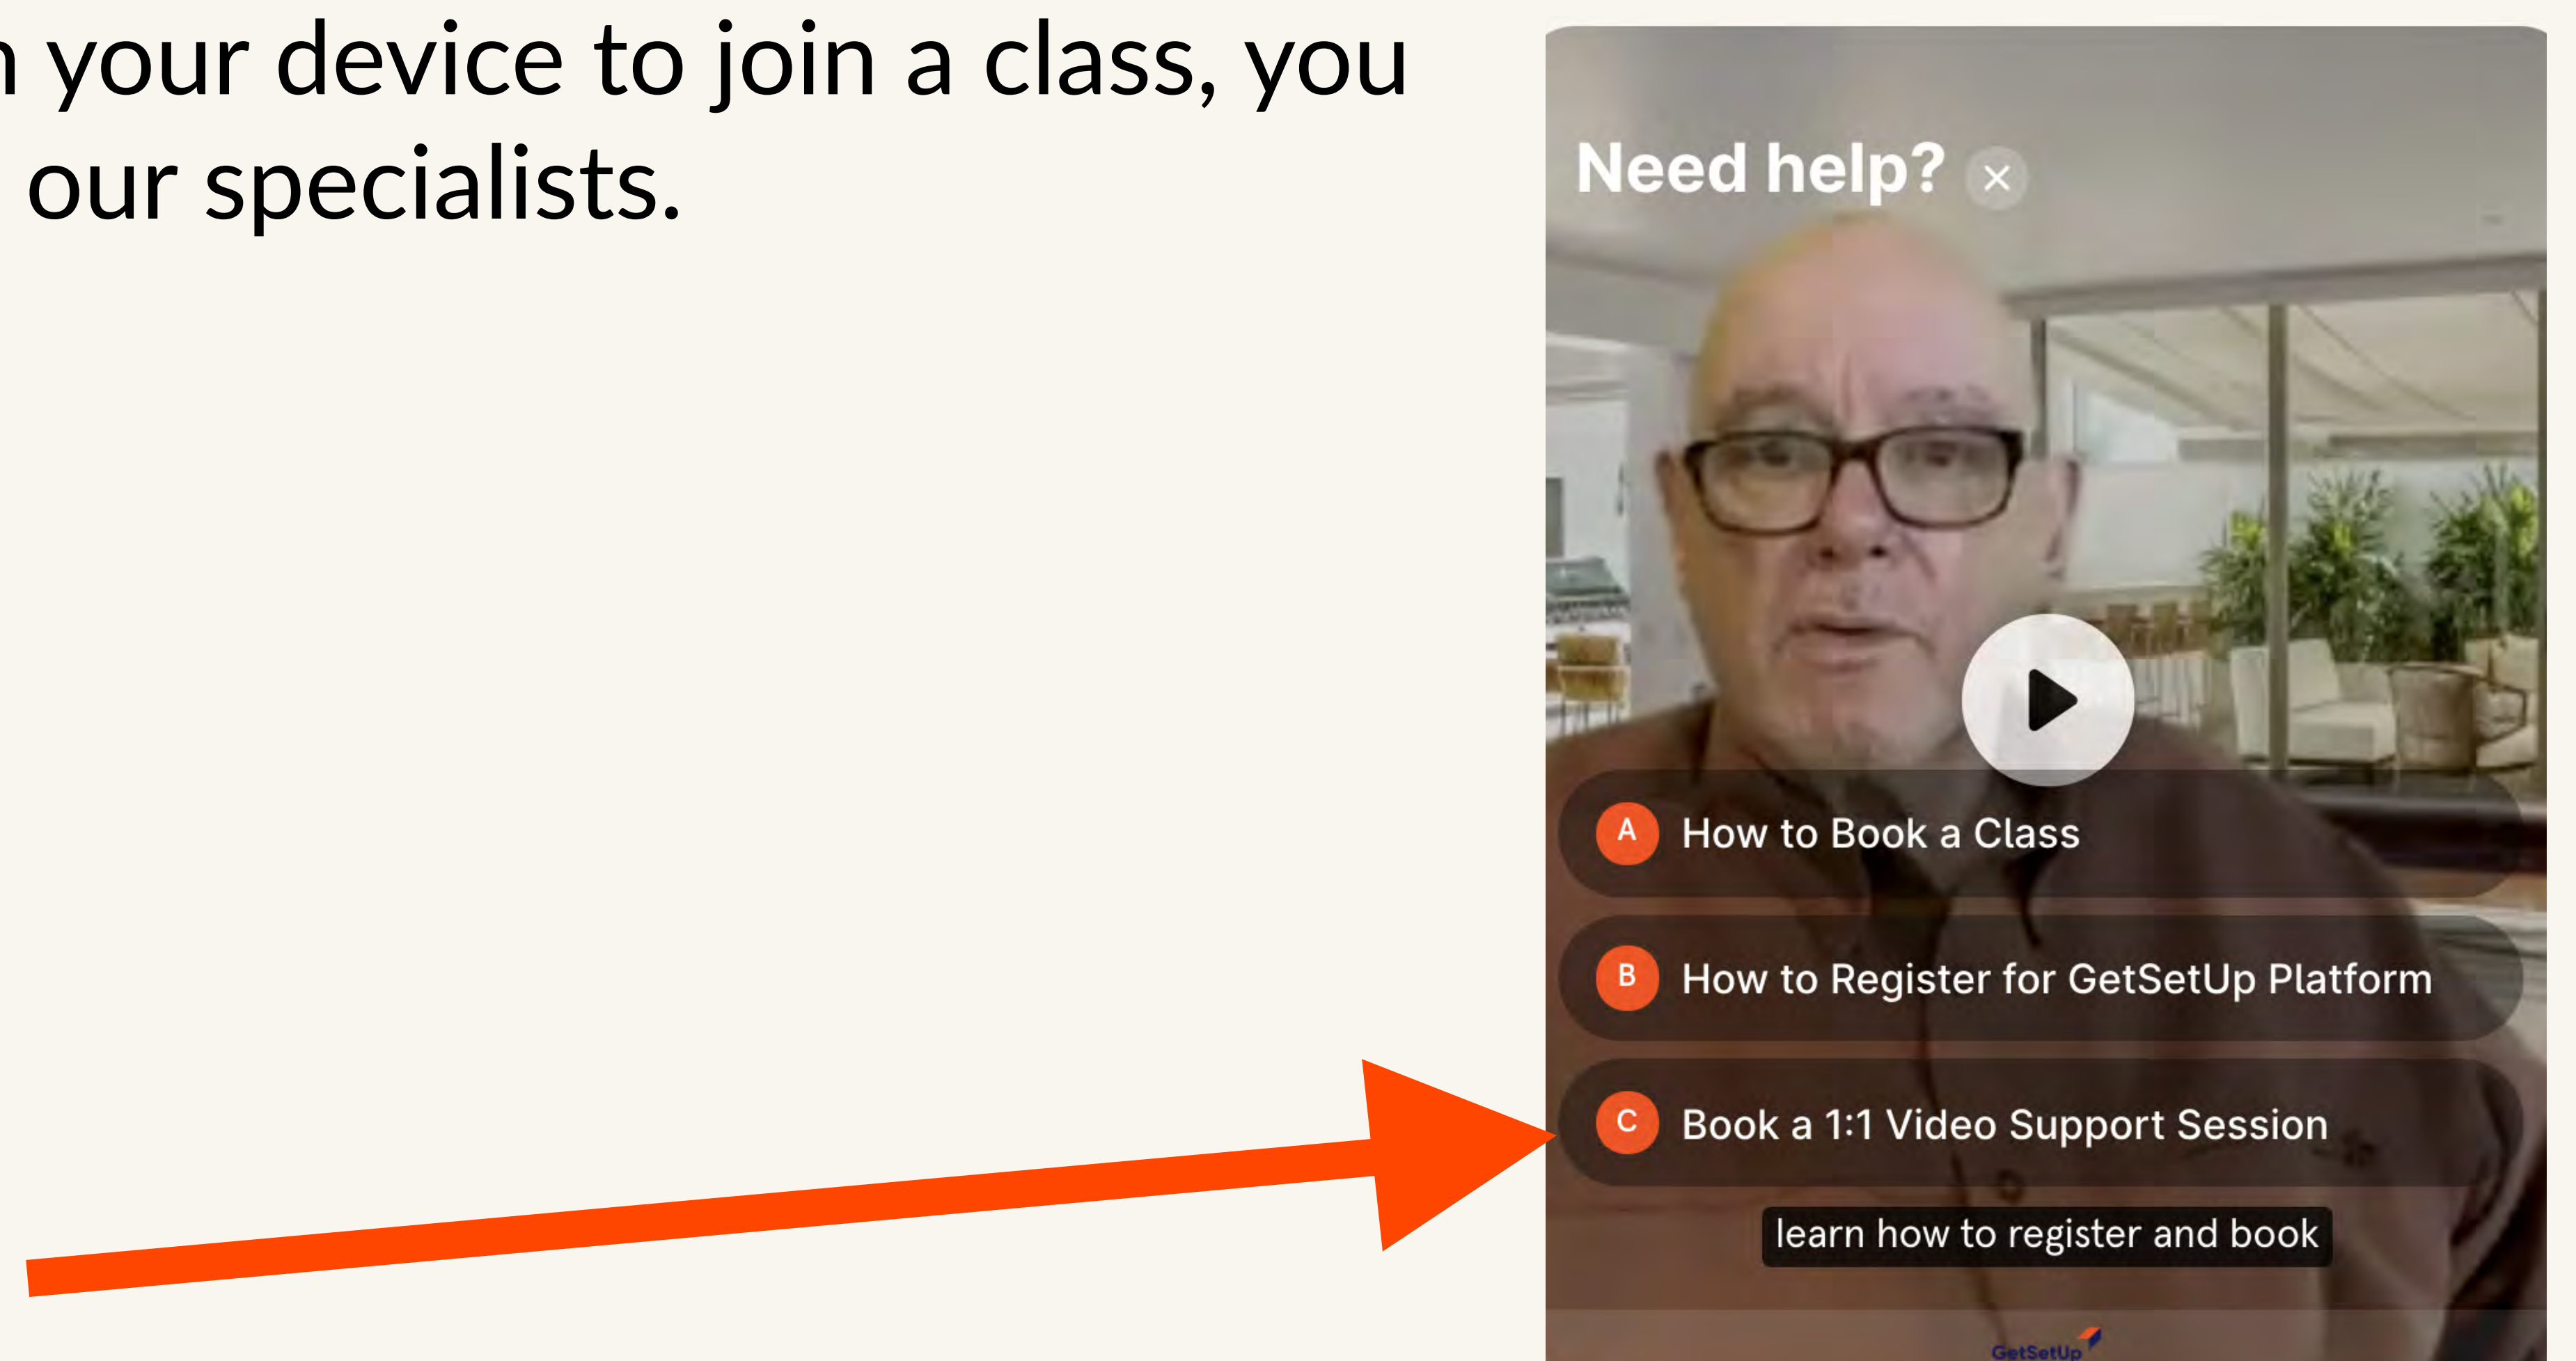 your device to join a class, you
our specialists.
Need help?
A How to Book a Class
B How to Register for GetSetUp Platform
C Book a 1:1 Video Support Session
learn how to register and book
GetSetUp